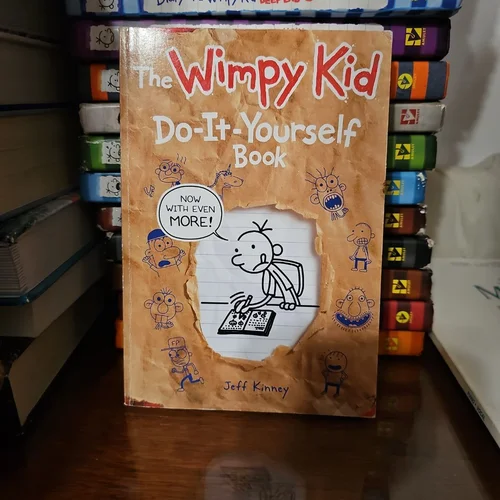 The Wimpy Kid
Do-It-Yourself
Book
NOW
WITH EVEN
MORE!
Jeff Kinney